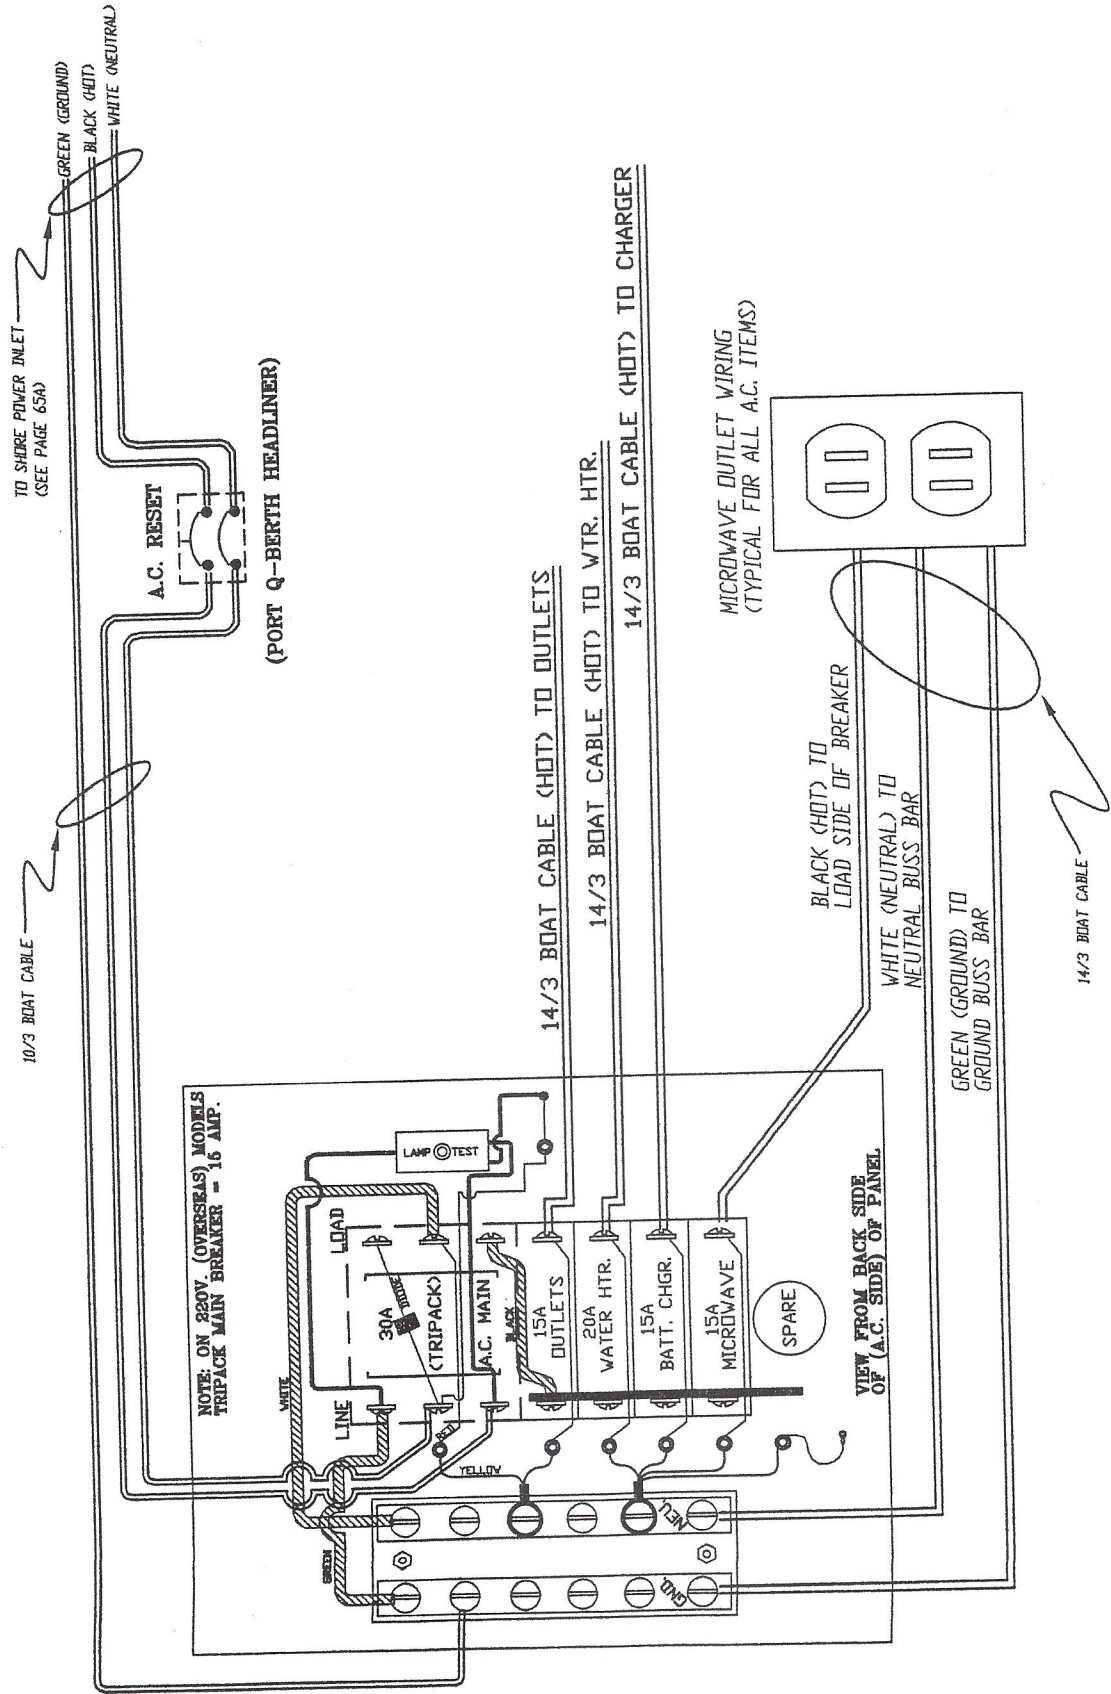 TO SHORE POWER INLET
(SEE PAGE 65A)
GREEN (GROUND)
BLACK (HOT)
WHITE (NEUTRAL)
10/3 BOAT CABLE
A.C. RESET
(PORT Q-BERTH HEADLINER)
NOTE: ON 220V. (OVERSEAS) MODELS
TRIPACK MAIN BREAKER = 15 AMP.
WHITE
GREEN
LINE
LOAD
LAMP
TEST
30A
DIODE
(TRIPACK)
A.C. MAIN
BLACK
RED
YELLOW
15A
OUTLETS
20A
WATER HTR.
15A
BATT. CHGR.
15A
MICROWAVE
SPARE
NEU.
GND.
VIEW FROM BACK SIDE
OF (A.C. SIDE) OF PANEL
14/3 BOAT CABLE (HOT) TO OUTLETS
14/3 BOAT CABLE (HOT) TO WTR. HTR.
14/3 BOAT CABLE (HOT) TO CHARGER
MICROWAVE OUTLET WIRING
(TYPICAL FOR ALL A.C. ITEMS)
BLACK (HOT) TO
LOAD SIDE OF BREAKER
WHITE (NEUTRAL) TO
NEUTRAL BUSS BAR
GREEN (GROUND) TO
GROUND BUSS BAR
14/3 BOAT CABLE